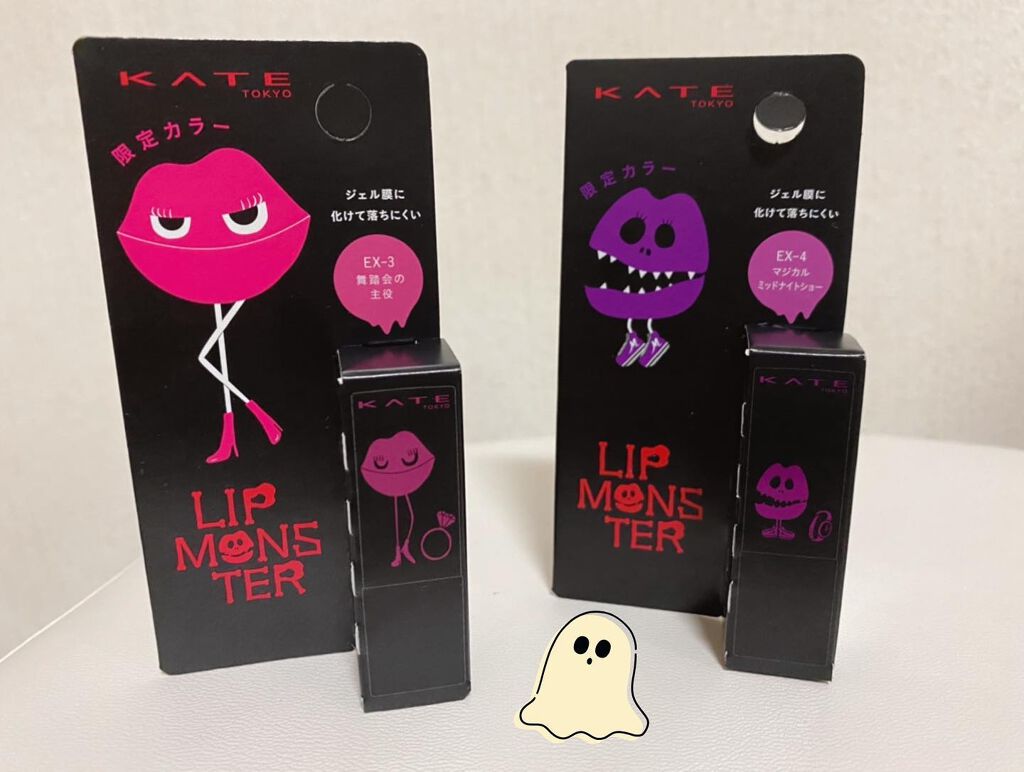 KATE
TOKYO
限定カラー
ジェル膜に
化けて落ちにくい
EX-3
舞踏会の
主役
LIP
MONS
TER
KATE
TOKYO
KATE
TOKYO
限定カラー
ジェル膜に
化けて落ちにくい
EX-4
マジカル
ミッドナイトショー
LIP
MONS
TER
KATE
TOKYO